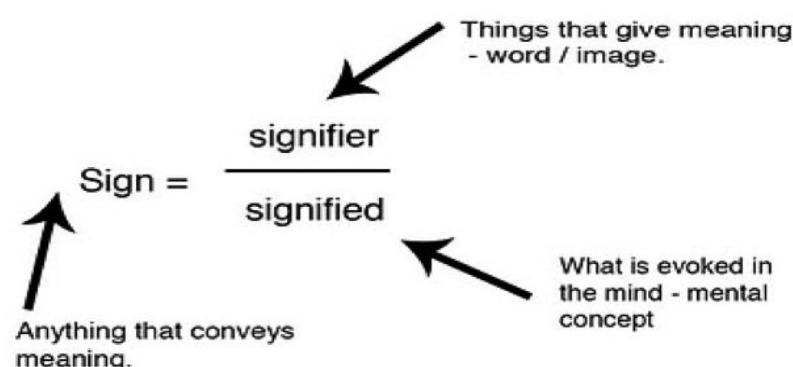 Things that give meaning
- word / image.
signifier
Sign =
signified
What is evoked in
the mind - mental
concept
Anything that conveys
meaning.